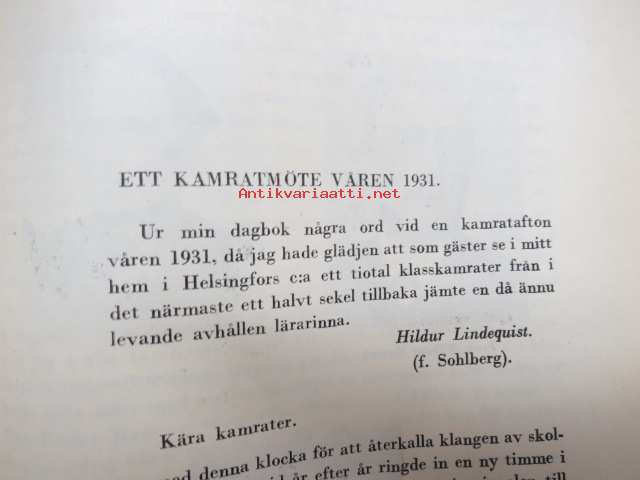 ETT KAMRATMÖTE VÅREN 1931.
Antikvariaatti.net
Ur min dagbok några ord vid en kamratafton
våren 1931, då jag hade glädjen att som gäster se i mitt
hem i Helsingfors c:a ett tiotal klasskamrater från i
det närmaste ett halvt sekel tillbaka jämte en då ännu
levande avhållen lärarinna.
Hildur Lindequist.
(f. Sohlberg).
Kära kamrater.
denna klocka för att återkalla klangen av skol-
år efter år ringde in en ny timme i
till